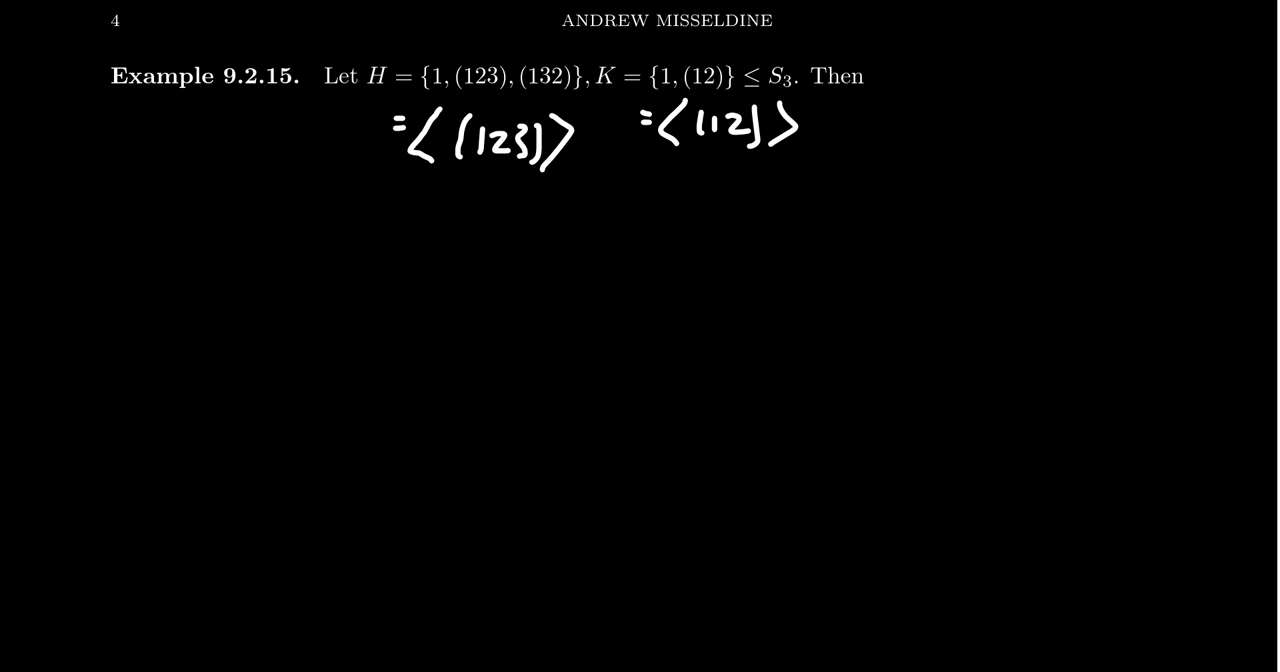 4 ANDREW MISSELDINE
Example 9.2.15. Let H = {1, (123), (132)}, K = {1, (12)} ≤ S₃. Then
=⟨(123)⟩ =⟨(12)⟩